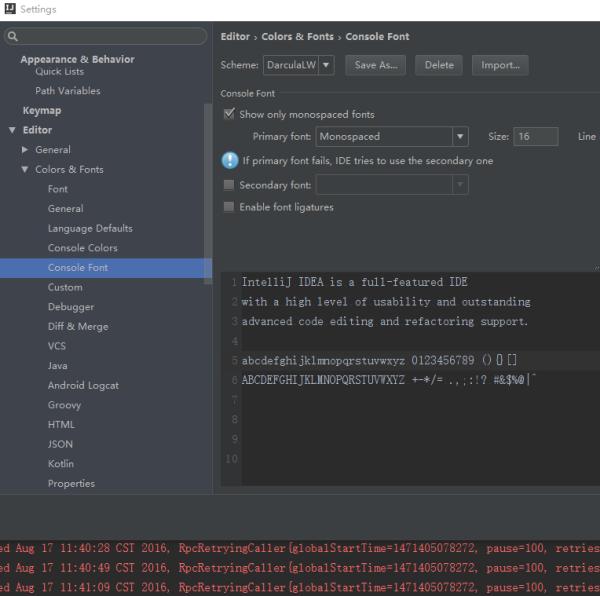 Settings
Appearance & Behavior
Quick Lists
Path Variables
Keymap
Editor
General
Colors & Fonts
Font
General
Language Defaults
Console Colors
Console Font
Custom
Debugger
Diff & Merge
VCS
Java
Android Logcat
Groovy
HTML
JSON
Kotlin
Properties
Editor › Colors & Fonts › Console Font
Scheme: DarculaLW Save As... Delete Import...
Console Font
Show only monospaced fonts
Primary font: Monospaced Size: 16 Line
If primary font fails, IDE tries to use the secondary one
Secondary font:
Enable font ligatures
1 IntelliJ IDEA is a full-featured IDE
2 with a high level of usability and outstanding
3 advanced code editing and refactoring support.
4
5 abcdefghijklmnopqrstuvwxyz 0123456789 (){}[]
6 ABCDEFGHIJKLMNOPQRSTUVWXYZ +-*/= .,;:!? #&$%@|^
7
8
9
10
ed Aug 17 11:40:28 CST 2016, RpcRetryingCaller{globalStartTime=1471405078272, pause=100, retries
ed Aug 17 11:40:49 CST 2016, RpcRetryingCaller{globalStartTime=1471405078272, pause=100, retries
ed Aug 17 11:41:09 CST 2016, RpcRetryingCaller{globalStartTime=1471405078272, pause=100, retries